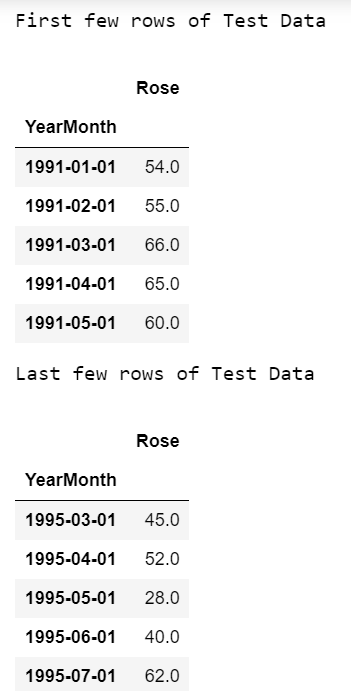 First few rows of Test Data
Rose
YearMonth
1991-01-01 54.0
1991-02-01 55.0
1991-03-01 66.0
1991-04-01 65.0
1991-05-01 60.0
Last few rows of Test Data
Rose
YearMonth
1995-03-01 45.0
1995-04-01 52.0
1995-05-01 28.0
1995-06-01 40.0
1995-07-01 62.0